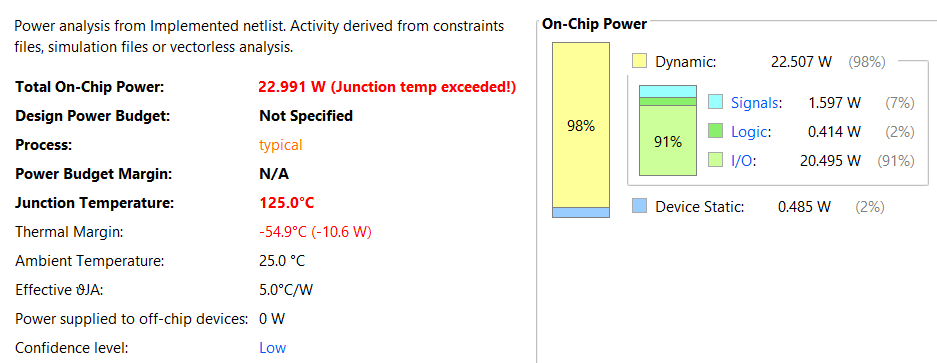 Power analysis from Implemented netlist. Activity derived from constraints
files, simulation files or vectorless analysis.
Total On-Chip Power: 22.991 W (Junction temp exceeded!)
Design Power Budget: Not Specified
Process: typical
Power Budget Margin: N/A
Junction Temperature: 125.0°C
Thermal Margin: -54.9°C (-10.6 W)
Ambient Temperature: 25.0 °C
Effective ϑJA: 5.0°C/W
Power supplied to off-chip devices: 0 W
Confidence level: Low
On-Chip Power
98%
91%
Dynamic: 22.507 W (98%)
Signals: 1.597 W (7%)
Logic: 0.414 W (2%)
I/O: 20.495 W (91%)
Device Static: 0.485 W (2%)